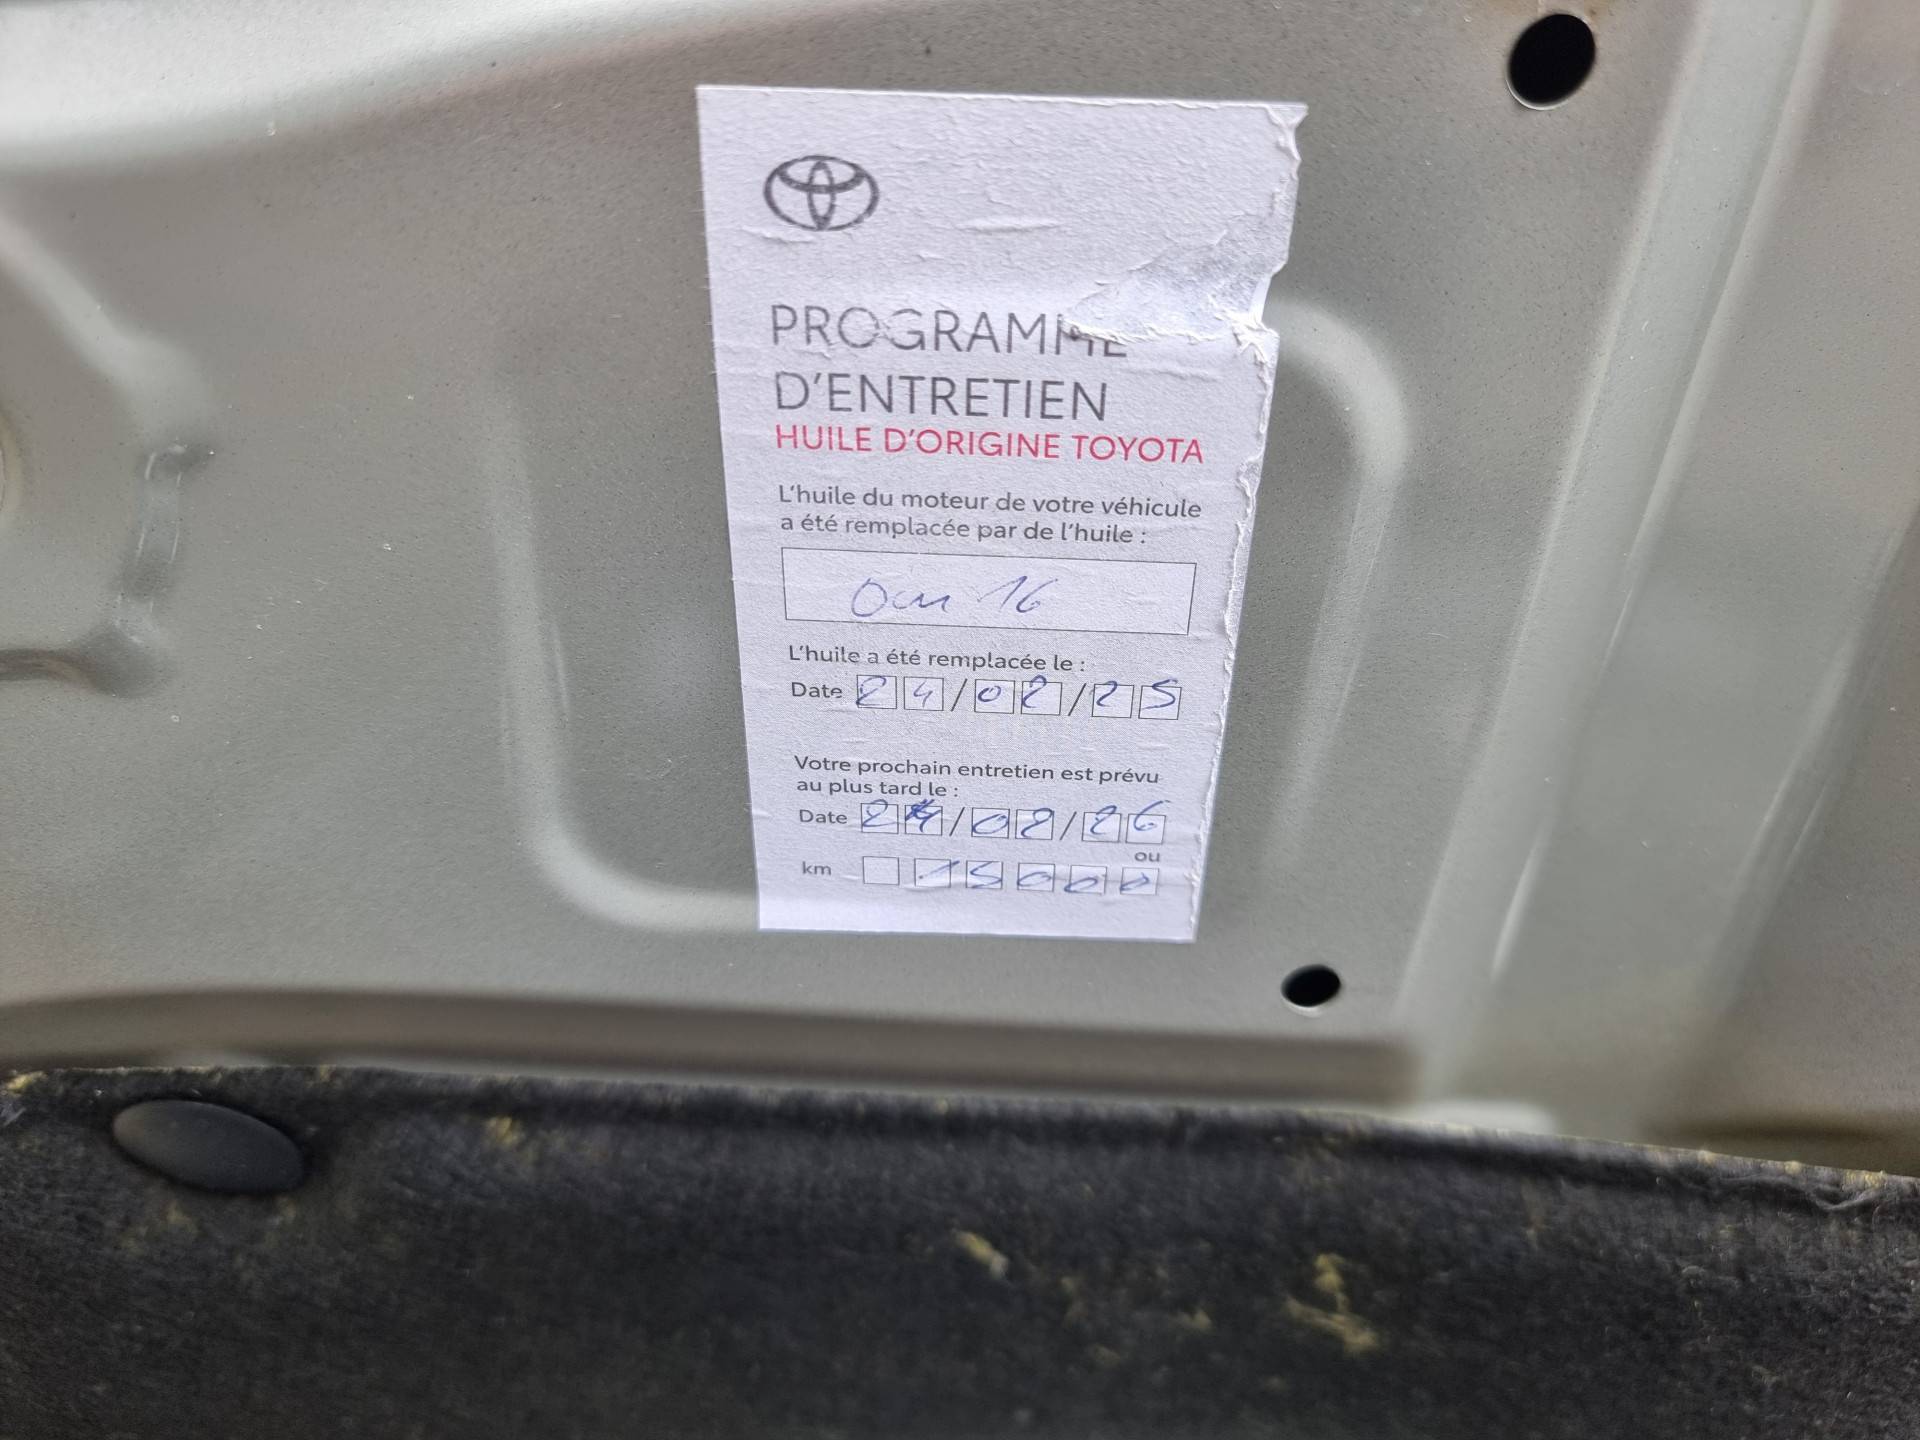 PROGRAMME
D'ENTRETIEN
HUILE D'ORIGINE TOYOTA
L'huile du moteur de votre véhicule
a été remplacée par de l'huile :
0W 16
L'huile a été remplacée le :
Date 24/02/25
Votre prochain entretien est prévu
au plus tard le :
Date 24/02/26
ou
km 15000